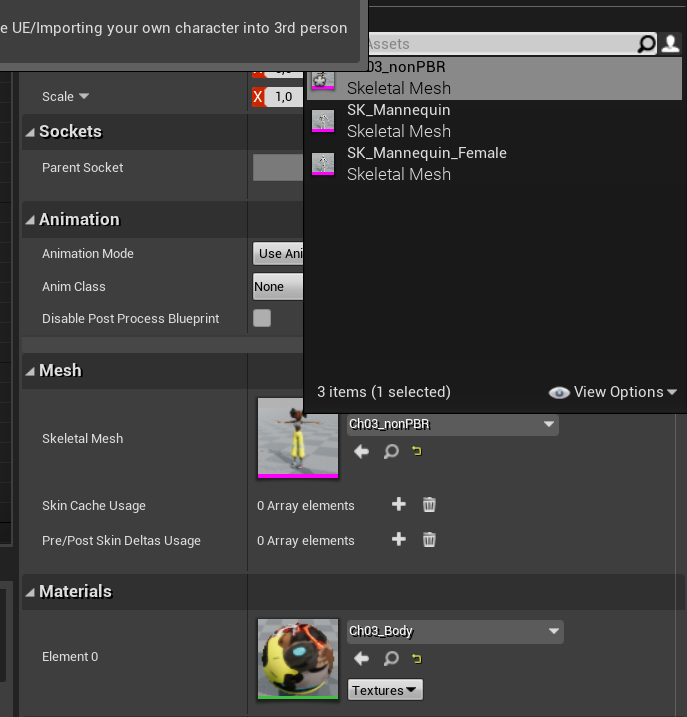 e UE/Importing your own character into 3rd person
Assets
Scale X 1,0
03_nonPBR
Skeletal Mesh
SK_Mannequin
Skeletal Mesh
SK_Mannequin_Female
Skeletal Mesh
3 items (1 selected) View Options
Sockets
Parent Socket
Animation
Animation Mode Use Ani
Anim Class None
Disable Post Process Blueprint
Mesh
Skeletal Mesh Ch03_nonPBR
Skin Cache Usage 0 Array elements
Pre/Post Skin Deltas Usage 0 Array elements
Materials
Element 0 Ch03_Body
Textures